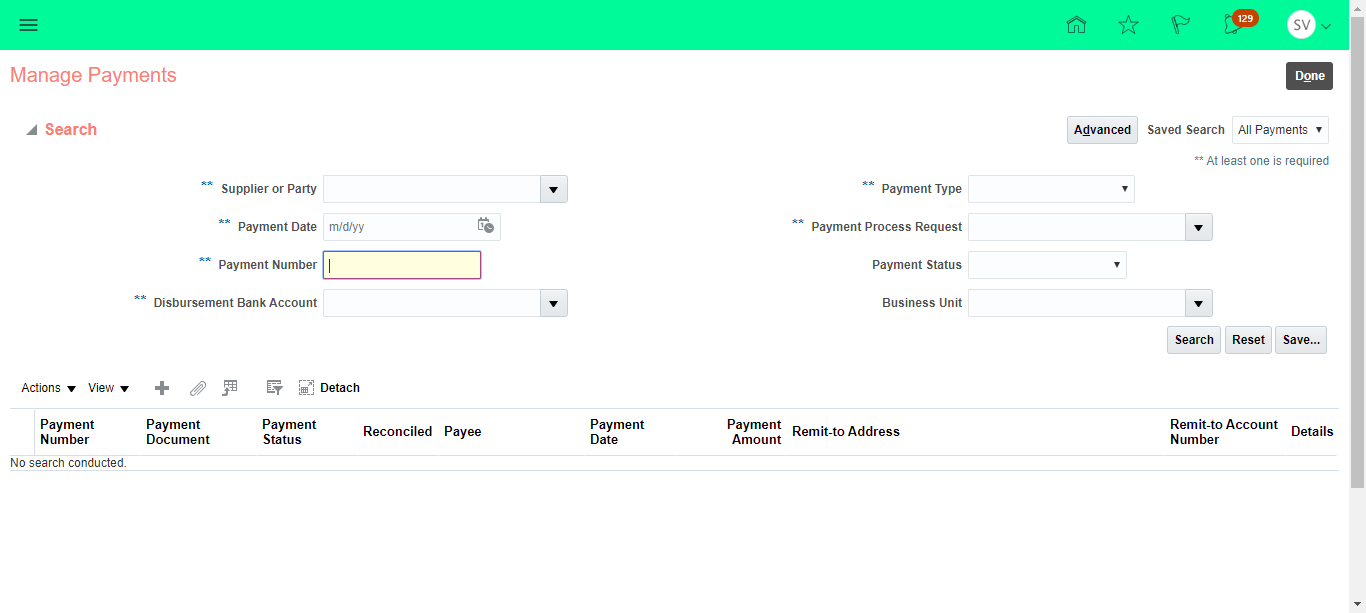 129
SV
Manage Payments
Done
Search
Advanced
Saved Search
All Payments
** At least one is required
** Supplier or Party
** Payment Type
** Payment Date
m/d/yy
** Payment Process Request
** Payment Number
Payment Status
** Disbursement Bank Account
Business Unit
Search
Reset
Save...
Actions
View
Detach
Payment Number
Payment Document
Payment Status
Reconciled
Payee
Payment Date
Payment Amount
Remit-to Address
Remit-to Account Number
Details
No search conducted.